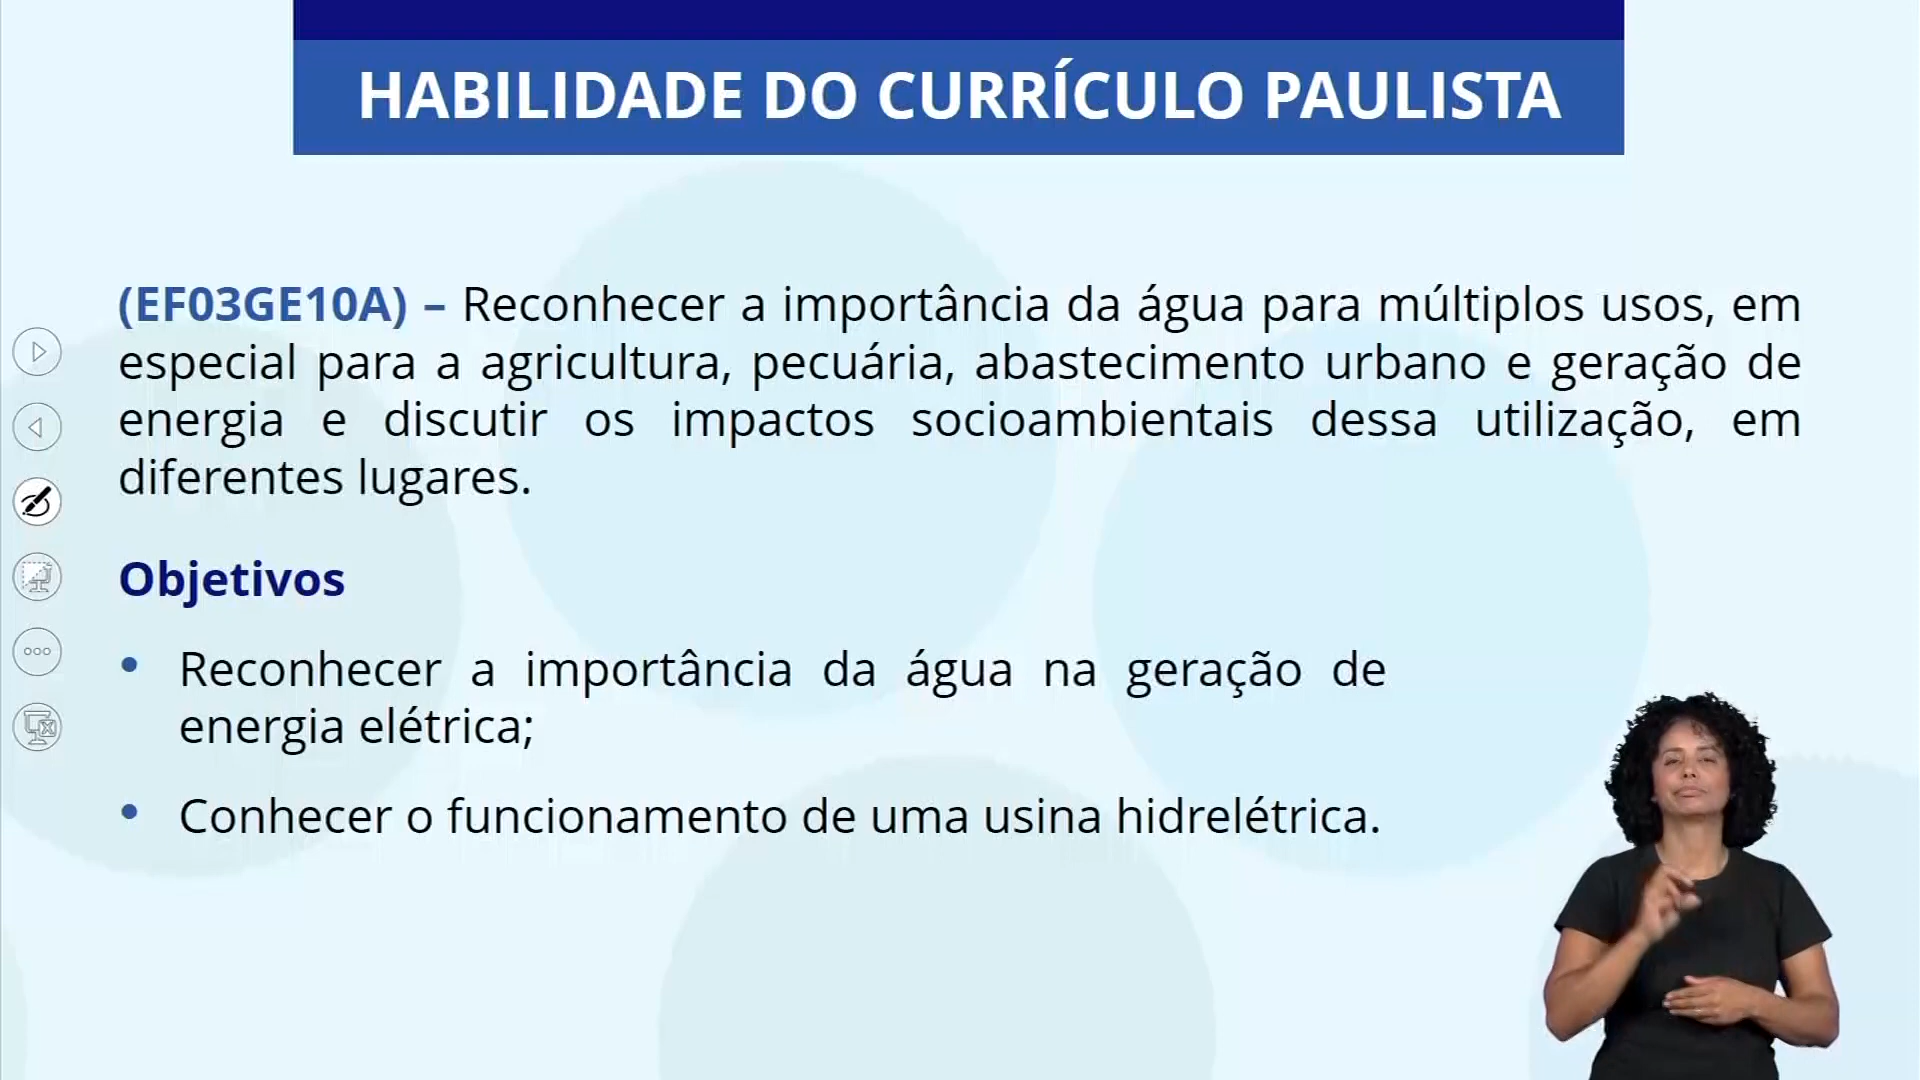 HABILIDADE DO CURRÍCULO PAULISTA
(EF03GE10A) – Reconhecer a importância da água para múltiplos usos, em
especial para a agricultura, pecuária, abastecimento urbano e geração de
energia e discutir os impactos socioambientais dessa utilização, em
diferentes lugares.
Objetivos
• Reconhecer a importância da água na geração de
energia elétrica;
• Conhecer o funcionamento de uma usina hidrelétrica.